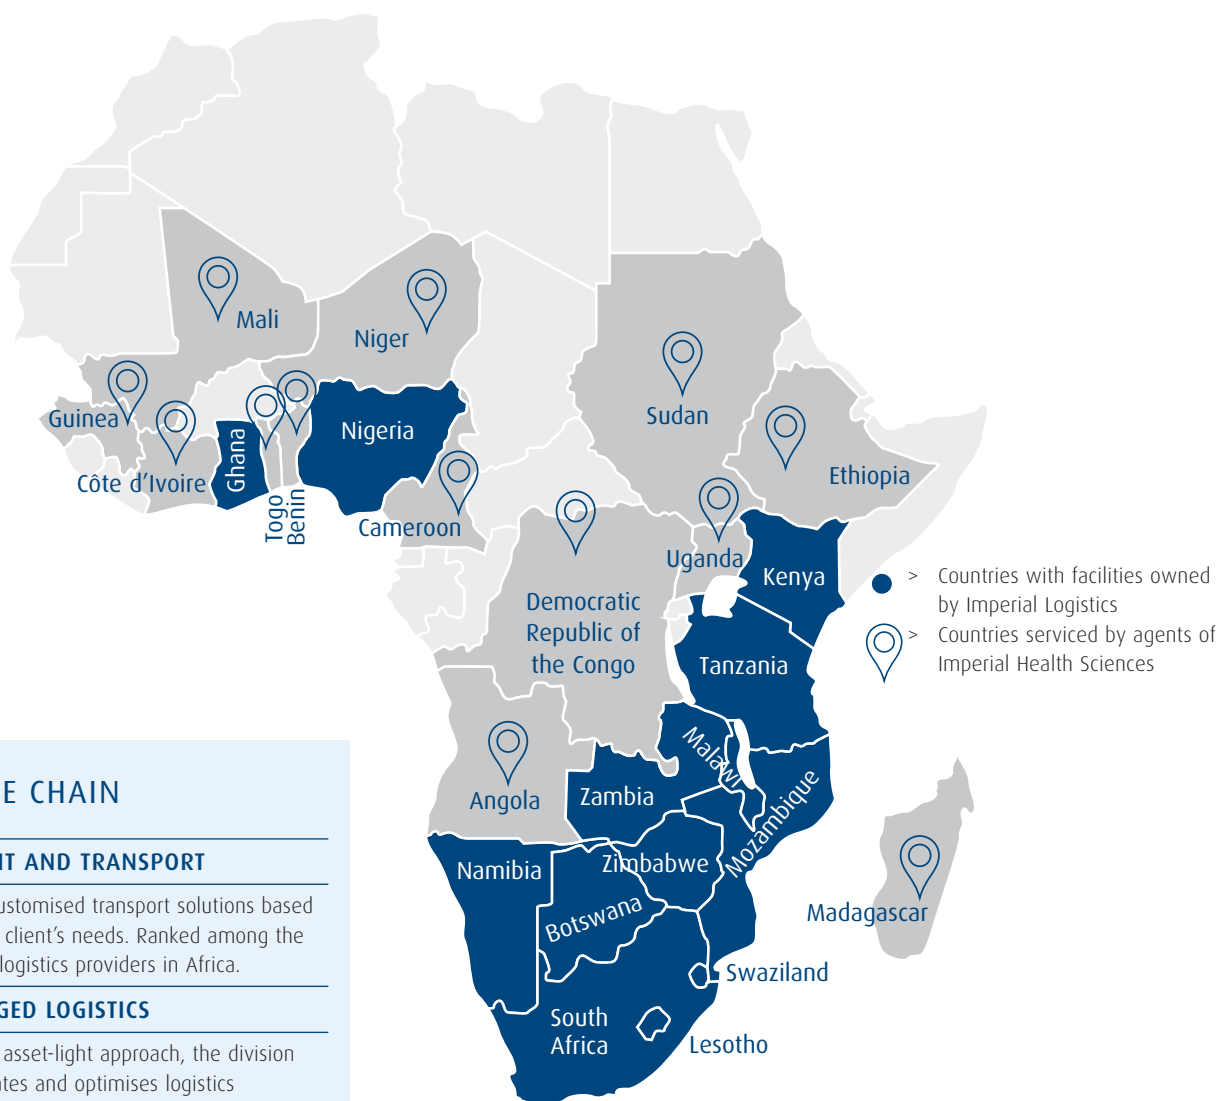 Mali
Niger
Guinea
Côte d'Ivoire
Ghana
Togo
Benin
Nigeria
Cameroon
Sudan
Ethiopia
Uganda
Kenya
Democratic
Republic of
the Congo
Tanzania
> Countries with facilities owned
by Imperial Logistics
> Countries serviced by agents of
Imperial Health Sciences
Angola
Zambia
Malawi
Mozambique
Namibia
Zimbabwe
Botswana
Madagascar
Swaziland
South
Africa
Lesotho
E CHAIN
IT AND TRANSPORT
ustomised transport solutions based
client's needs. Ranked among the
logistics providers in Africa.
GED LOGISTICS
asset-light approach, the division
ates and optimises logistics